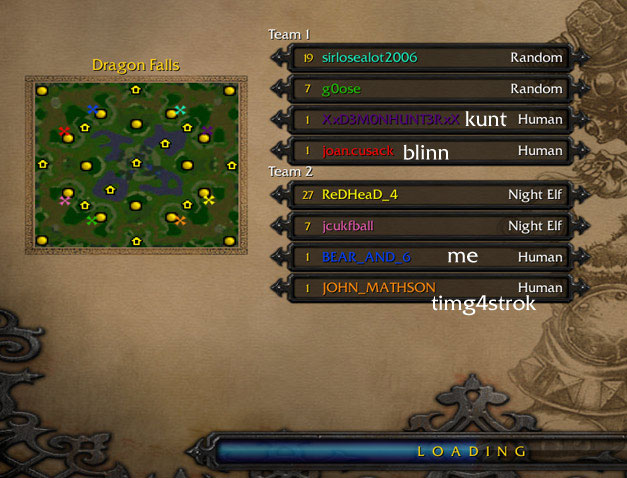 Team 1
Dragon Falls
19 sirlosealot2006 Random
7 g0ose Random
1 XxD3M0NHUNT3RxX kunt Human
1 joan.cusack blinn Human
Team 2
27 ReDHeaD_4 Night Elf
7 jcukfball Night Elf
1 BEAR_AND_6 me Human
1 JOHN_MATHSON Human
timg4strok
LOADING